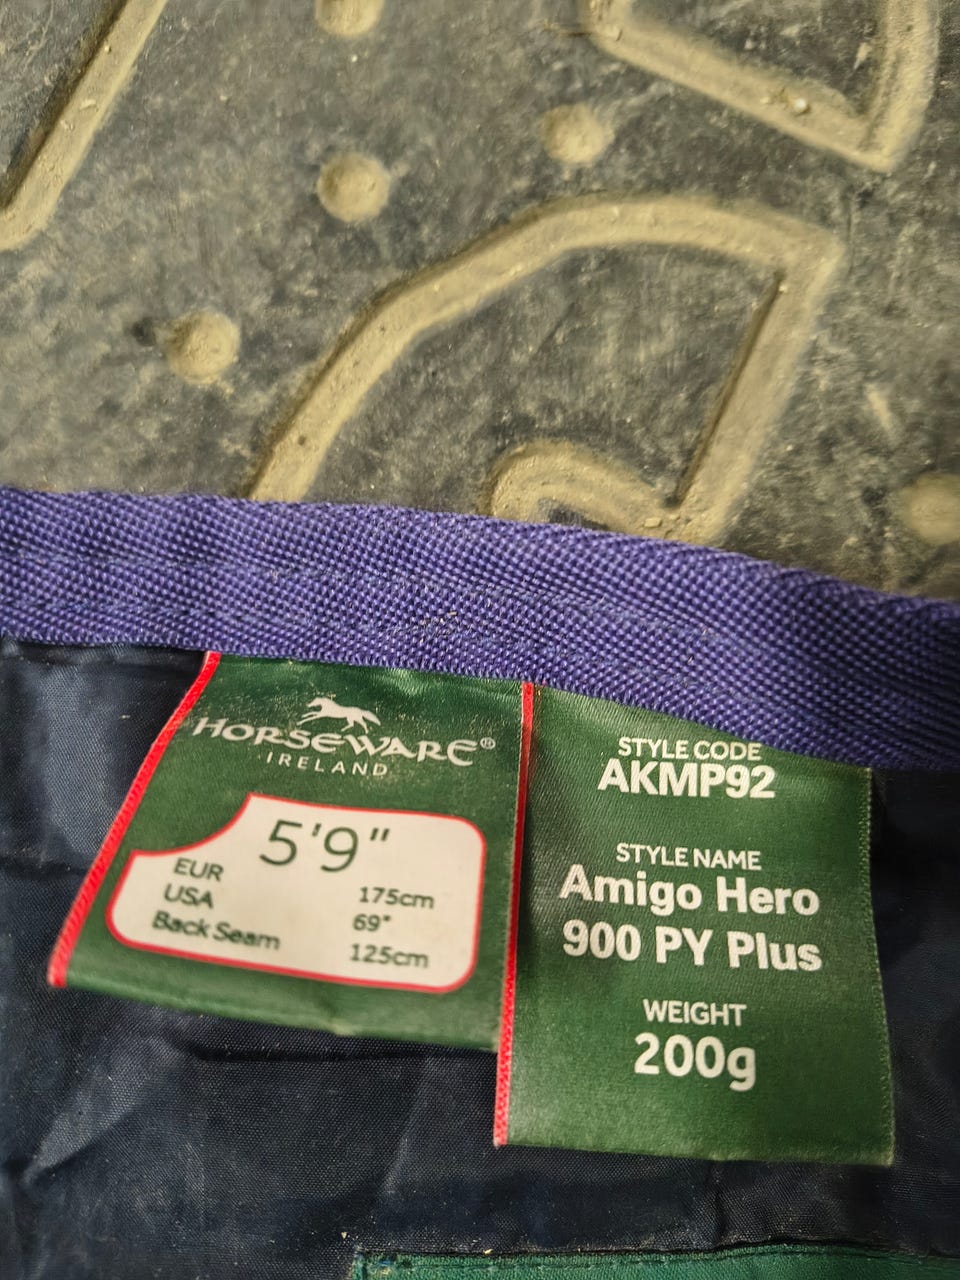 HORSEWARE®
IRELAND
5'9"
EUR 175cm
USA 69"
Back Seam 125cm
STYLE CODE
AKMP92
STYLE NAME
Amigo Hero
900 PY Plus
WEIGHT
200g